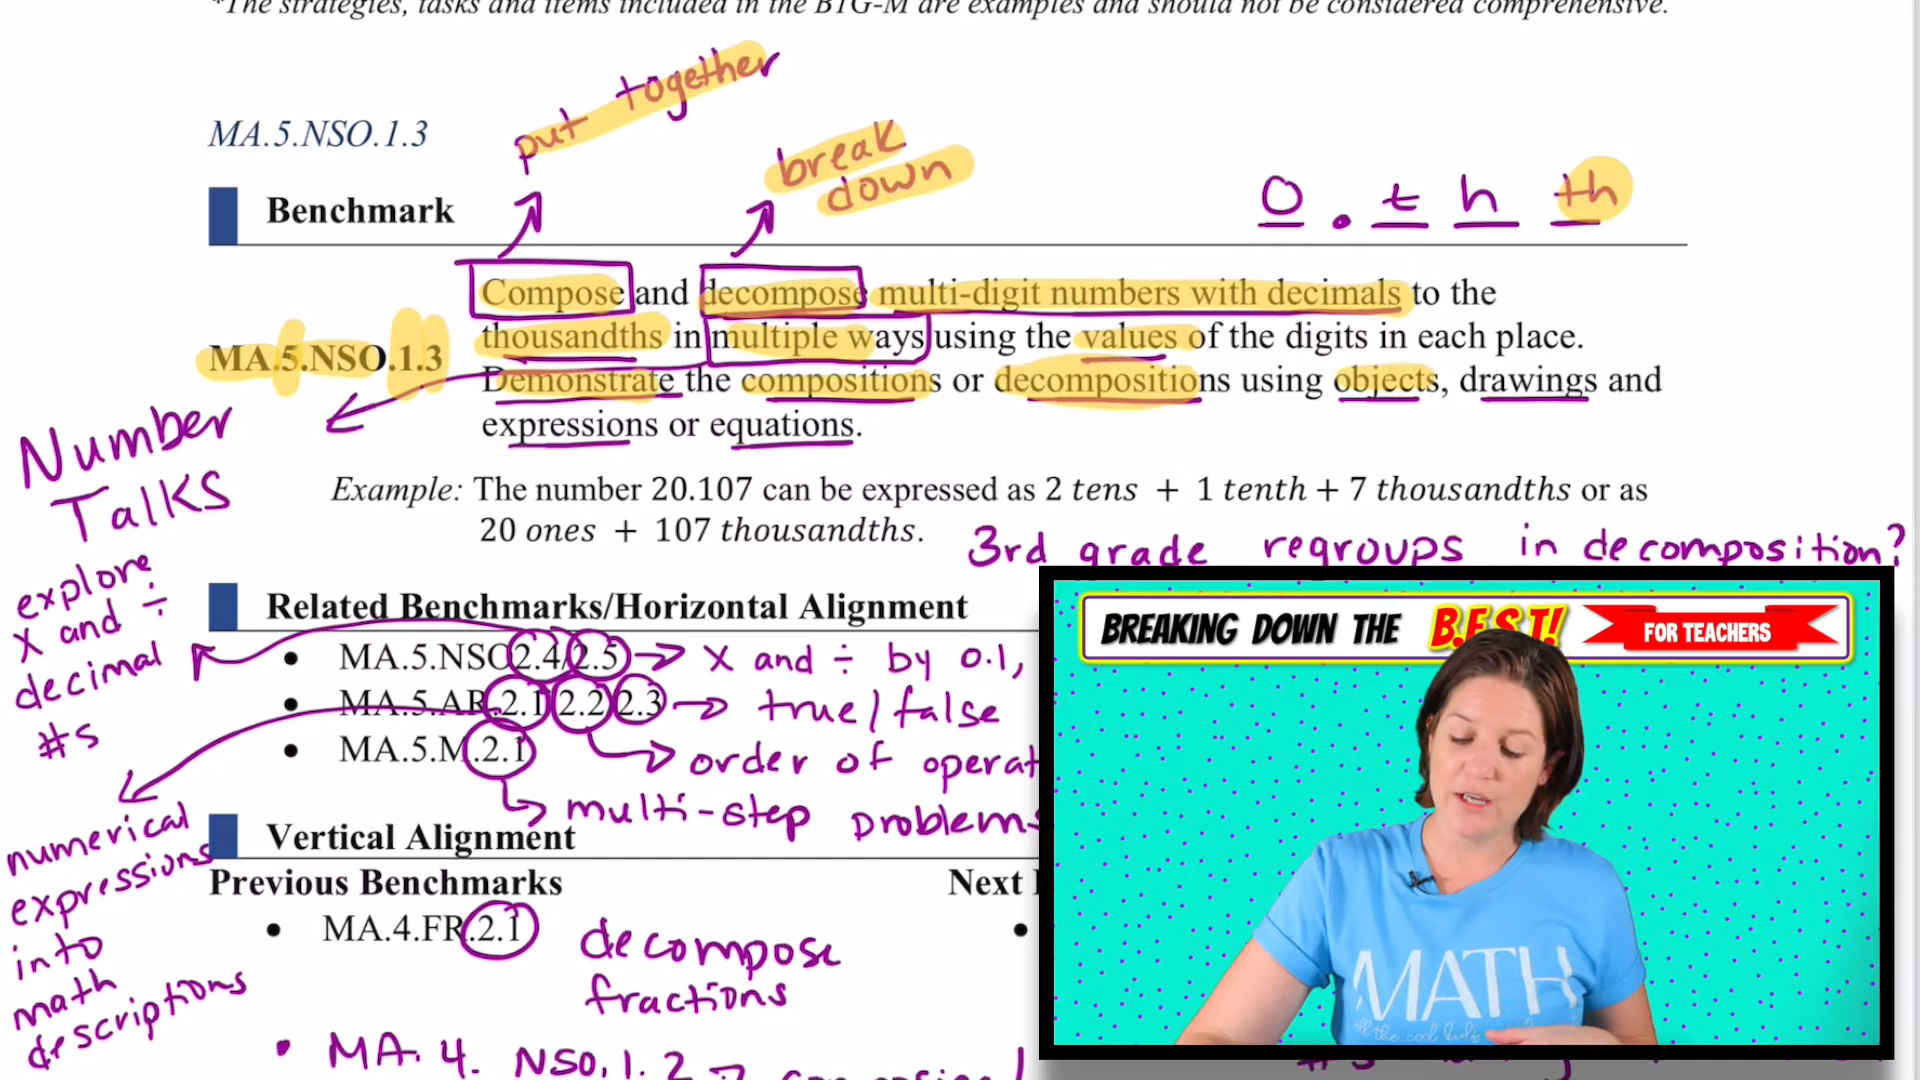 *The strategies, tasks and items included in the B1G-M are examples and should not be considered comprehensive.
put together
break
down
MA.5.NSO.1.3
Benchmark
0 . t h th
Compose and decompose multi-digit numbers with decimals to the
thousandths in multiple ways using the values of the digits in each place.
MA.5.NSO.1.3
Demonstrate the compositions or decompositions using objects, drawings and
expressions or equations.
Number
Talks
Example: The number 20.107 can be expressed as 2 tens + 1 tenth + 7 thousandths or as
20 ones + 107 thousandths.
3rd grade regroups in decomposition?
explore
x and ÷
decimal
#s
Related Benchmarks/Horizontal Alignment
• MA.5.NSO.2.4/2.5 → x and ÷ by 0.1,
• MA.5.AR.2.1/2.2/2.3 → true/false
• MA.5.M.2.1
order of operat
multi-step problems
BREAKING DOWN THE B.E.S.T! FOR TEACHERS
numerical
expressions
into
math
descriptions
Vertical Alignment
Previous Benchmarks
Next
• MA.4.FR.2.1
decompose
fractions
• MA.4.NSO.1.2 →
MATH
all the cool kids
#s